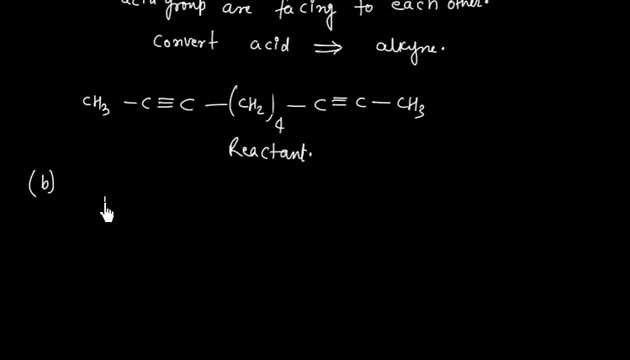 acid group are facing to each other.
convert acid ⇒ alkyne.
CH3 — C ≡ C — (CH2)4 — C ≡ C — CH3
Reactant.
(b)